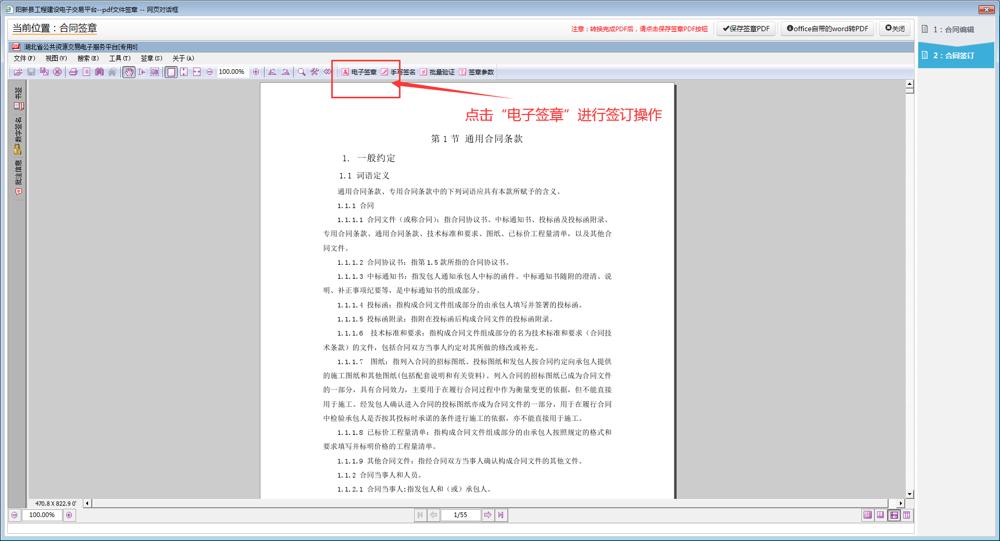 阳新县工程建设电子交易平台--pdf文件签章 -- 网页对话框
当前位置：合同签章
注意：转换完成PDF后，请点击保存签章PDF按钮
保存签章PDF
office自带的word转PDF
关闭
1：合同编辑
2：合同签订
湖北省公共资源交易电子服务平台[专用B]
文件(F) 视图(V) 搜索(E) 工具(T) 签章(S) 关于(A)
100.00%
电子签章 手写签名 批量验证 签章参数
书签
数字签名
批注信息
点击“电子签章”进行签订操作
第 1 节 通用合同条款
1. 一般约定
1.1 词语定义
通用合同条款、专用合同条款中的下列词语应具有本款所赋予的含义。
1.1.1 合同
1.1.1.1 合同文件（或称合同）：指合同协议书、中标通知书、投标函及投标函附录、
专用合同条款、通用合同条款、技术标准和要求、图纸、已标价工程量清单，以及其他合
同文件。
1.1.1.2 合同协议书：指第 1.5 款所指的合同协议书。
1.1.1.3 中标通知书：指发包人通知承包人中标的函件。中标通知书随附的澄清、说
明、补正事项纪要等，是中标通知书的组成部分。
1.1.1.4 投标函：指构成合同文件组成部分的由承包人填写并签署的投标函。
1.1.1.5 投标函附录：指附在投标函后构成合同文件的投标函附录。
1.1.1.6 技术标准和要求：指构成合同文件组成部分的名为技术标准和要求（合同技
术条款）的文件，包括合同双方当事人约定对其所做的修改或补充。
1.1.1.7 图纸：指列入合同的招标图纸、投标图纸和发包人按合同约定向承包人提供
的施工图纸和其他图纸(包括配套说明和有关资料)。列入合同的招标图纸已成为合同文件
的一部分，具有合同效力，主要用于在履行合同过程中作为衡量变更的依据，但不能直接
用于施工。经发包人确认进入合同的投标图纸亦成为合同文件的一部分，用于在履行合同
中检验承包人是否按其投标时承诺的条件进行施工的依据，亦不能直接用于施工。
1.1.1.8 已标价工程量清单：指构成合同文件组成部分的由承包人按照规定的格式和
要求填写并标明价格的工程量清单。
1.1.1.9 其他合同文件：指经合同双方当事人确认构成合同文件的其他文件。
1.1.2 合同当事人和人员。
1.1.2.1 合同当事人:指发包人和（或）承包人。
470.8 X 822.9 0'
100.00%
1/55